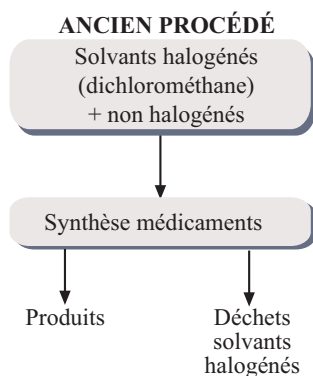 ANCIEN PROCÉDÉ
Solvants halogénés
(dichlorométhane)
+ non halogénés
Synthèse médicaments
Produits
Déchets
solvants
halogénés